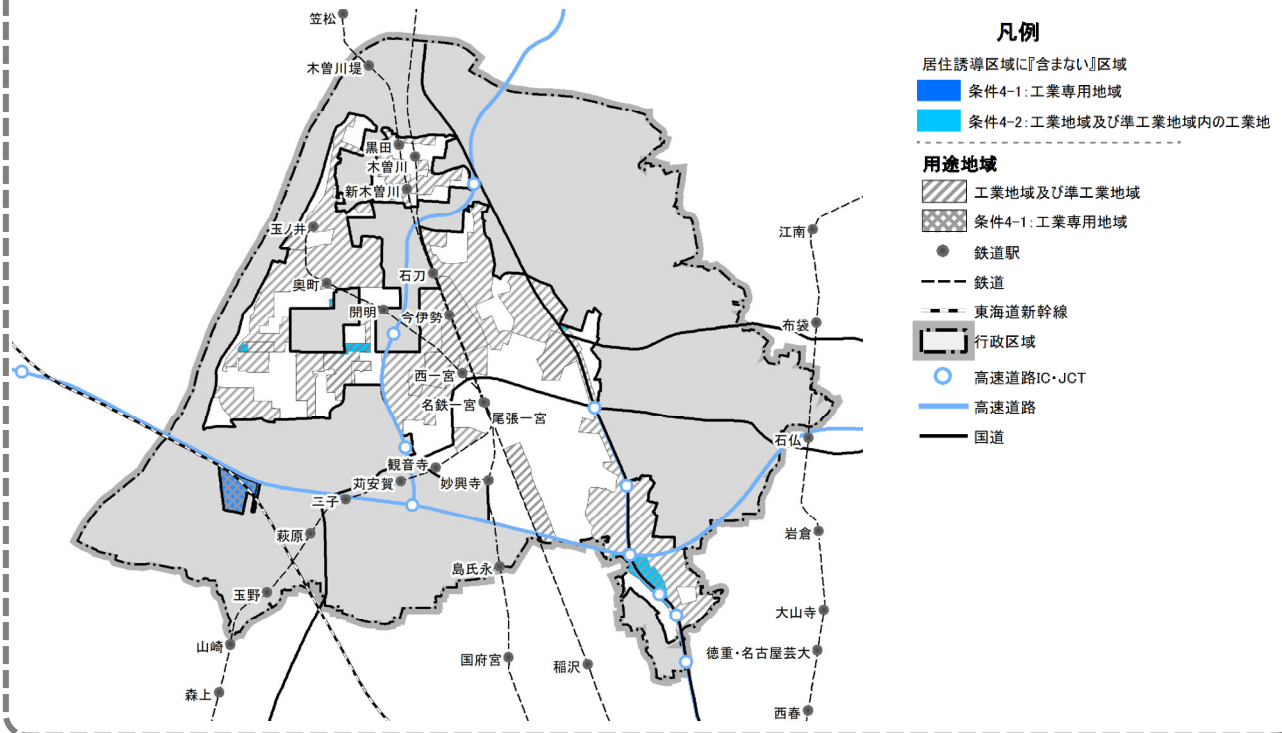 笠松
木曽川堤
黒田
木曽川
新木曽川
玉ノ井
江南
石刀
奥町
開明
今伊勢
布袋
西一宮
名鉄一宮
尾張一宮
石仏
観音寺
苅安賀
妙興寺
二子
萩原
岩倉
島氏永
玉野
大山寺
山崎
国府宮
稲沢
徳重・名古屋芸大
森上
西春
凡例
居住誘導区域に『含まない』区域
条件4-1:工業専用地域
条件4-2:工業地域及び準工業地域内の工業地
用途地域
工業地域及び準工業地域
条件4-1:工業専用地域
鉄道駅
鉄道
東海道新幹線
行政区域
高速道路IC・JCT
高速道路
国道